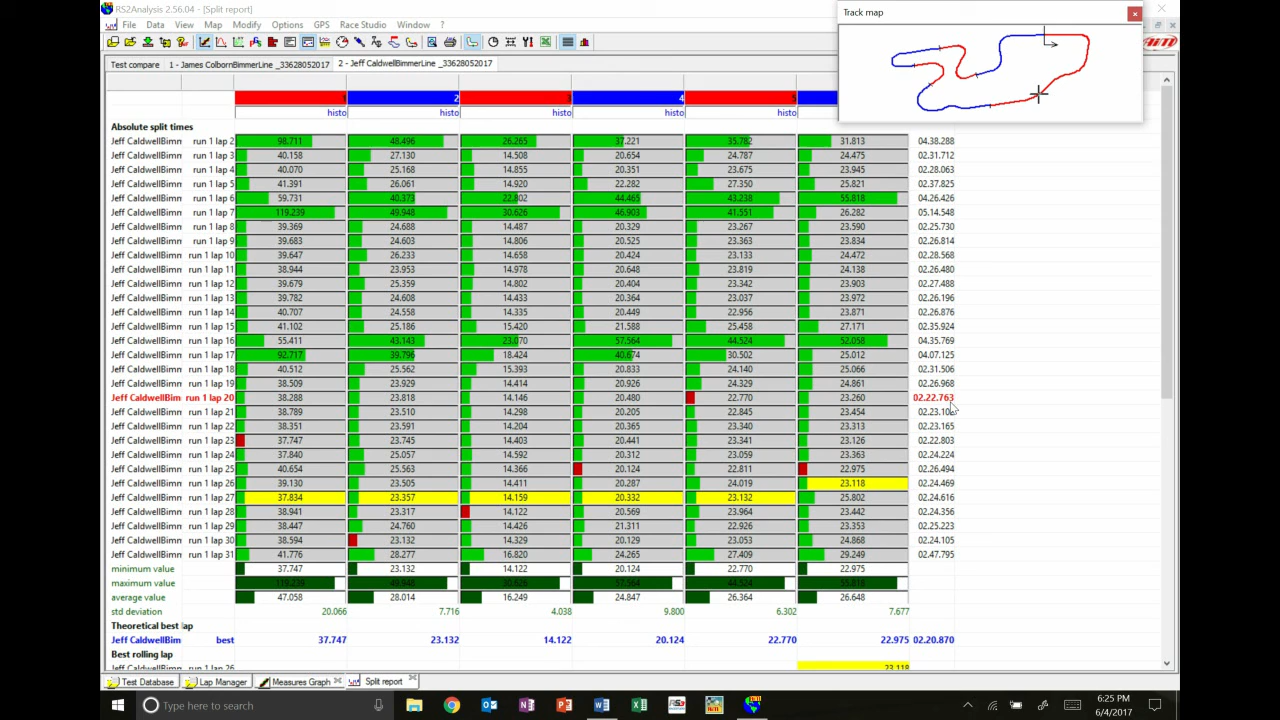 RS2Analysis 2.56.04 - [Split report]
Track map
File Data View Map Modify Options GPS Race Studio Window ?
Test compare 1 - James ColbornBimmerLine _33628052017 2 - Jeff CaldwellBimmerLine _33628052017
1 2 3 4 5
histo histo histo histo histo
Absolute split times
Jeff CaldwellBimm run 1 lap 2 98.711 48.496 26.265 37.221 35.782 31.813 04.38.288
Jeff CaldwellBimm run 1 lap 3 40.158 27.130 14.508 20.654 24.787 24.475 02.31.712
Jeff CaldwellBimm run 1 lap 4 40.070 25.168 14.855 20.351 23.675 23.945 02.28.063
Jeff CaldwellBimm run 1 lap 5 41.391 26.061 14.920 22.282 27.350 25.821 02.37.825
Jeff CaldwellBimm run 1 lap 6 59.731 40.373 22.802 44.465 43.238 55.818 04.26.426
Jeff CaldwellBimm run 1 lap 7 119.239 49.948 30.626 46.903 41.551 26.282 05.14.548
Jeff CaldwellBimm run 1 lap 8 39.369 24.688 14.487 20.329 23.267 23.590 02.25.730
Jeff CaldwellBimm run 1 lap 9 39.683 24.603 14.806 20.525 23.363 23.834 02.26.814
Jeff CaldwellBimm run 1 lap 10 39.647 26.233 14.658 20.424 23.133 24.472 02.28.568
Jeff CaldwellBimm run 1 lap 11 38.944 23.953 14.978 20.648 23.819 24.138 02.26.480
Jeff CaldwellBimm run 1 lap 12 39.679 25.359 14.802 20.404 23.342 23.903 02.27.488
Jeff CaldwellBimm run 1 lap 13 39.782 24.608 14.433 20.364 23.037 23.972 02.26.196
Jeff CaldwellBimm run 1 lap 14 40.707 24.558 14.335 20.449 22.956 23.871 02.26.876
Jeff CaldwellBimm run 1 lap 15 41.102 25.186 15.420 21.588 25.458 27.171 02.35.924
Jeff CaldwellBimm run 1 lap 16 55.411 43.143 23.070 57.564 44.524 52.058 04.35.769
Jeff CaldwellBimm run 1 lap 17 92.717 39.796 18.424 40.674 30.502 25.012 04.07.125
Jeff CaldwellBimm run 1 lap 18 40.512 25.562 15.393 20.833 24.140 25.066 02.31.506
Jeff CaldwellBimm run 1 lap 19 38.509 23.929 14.414 20.926 24.329 24.861 02.26.968
Jeff CaldwellBim run 1 lap 20 38.288 23.818 14.146 20.480 22.770 23.260 02.22.763
Jeff CaldwellBimm run 1 lap 21 38.789 23.510 14.298 20.205 22.845 23.454
Jeff CaldwellBimm run 1 lap 22 38.351 23.591 14.204 20.365 23.340 23.313 02.23.165
Jeff CaldwellBimm run 1 lap 23 37.747 23.745 14.403 20.441 23.341 23.126 02.22.803
Jeff CaldwellBimm run 1 lap 24 37.840 25.057 14.592 20.312 23.059 23.363 02.24.224
Jeff CaldwellBimm run 1 lap 25 40.654 25.563 14.366 20.124 22.811 22.975 02.26.494
Jeff CaldwellBimm run 1 lap 26 39.130 23.505 14.411 20.287 24.019 23.118 02.24.469
Jeff CaldwellBimm run 1 lap 27 37.834 23.357 14.159 20.332 23.132 25.802 02.24.616
Jeff CaldwellBimm run 1 lap 28 38.941 23.317 14.122 20.569 23.964 23.442 02.24.356
Jeff CaldwellBimm run 1 lap 29 38.447 24.760 14.426 21.311 22.926 23.353 02.25.223
Jeff CaldwellBimm run 1 lap 30 38.594 23.132 14.329 20.129 23.053 24.868 02.24.105
Jeff CaldwellBimm run 1 lap 31 41.776 28.277 16.820 24.265 27.409 29.249 02.47.795
minimum value 37.747 23.132 14.122 20.124 22.770 22.975
maximum value 119.239 49.948 30.626 57.564 44.524 55.818
average value 47.058 28.014 16.249 24.847 26.364 26.648
std deviation 20.066 7.716 4.038 9.800 6.302 7.677
Theoretical best lap
Jeff CaldwellBim best 37.747 23.132 14.122 20.124 22.770 22.975 02.20.870
Best rolling lap
Jeff CaldwellBimm run 1 lap 26 23.118
Test Database Lap Manager Measures Graph Split report
Type here to search
6:25 PM
6/4/2017